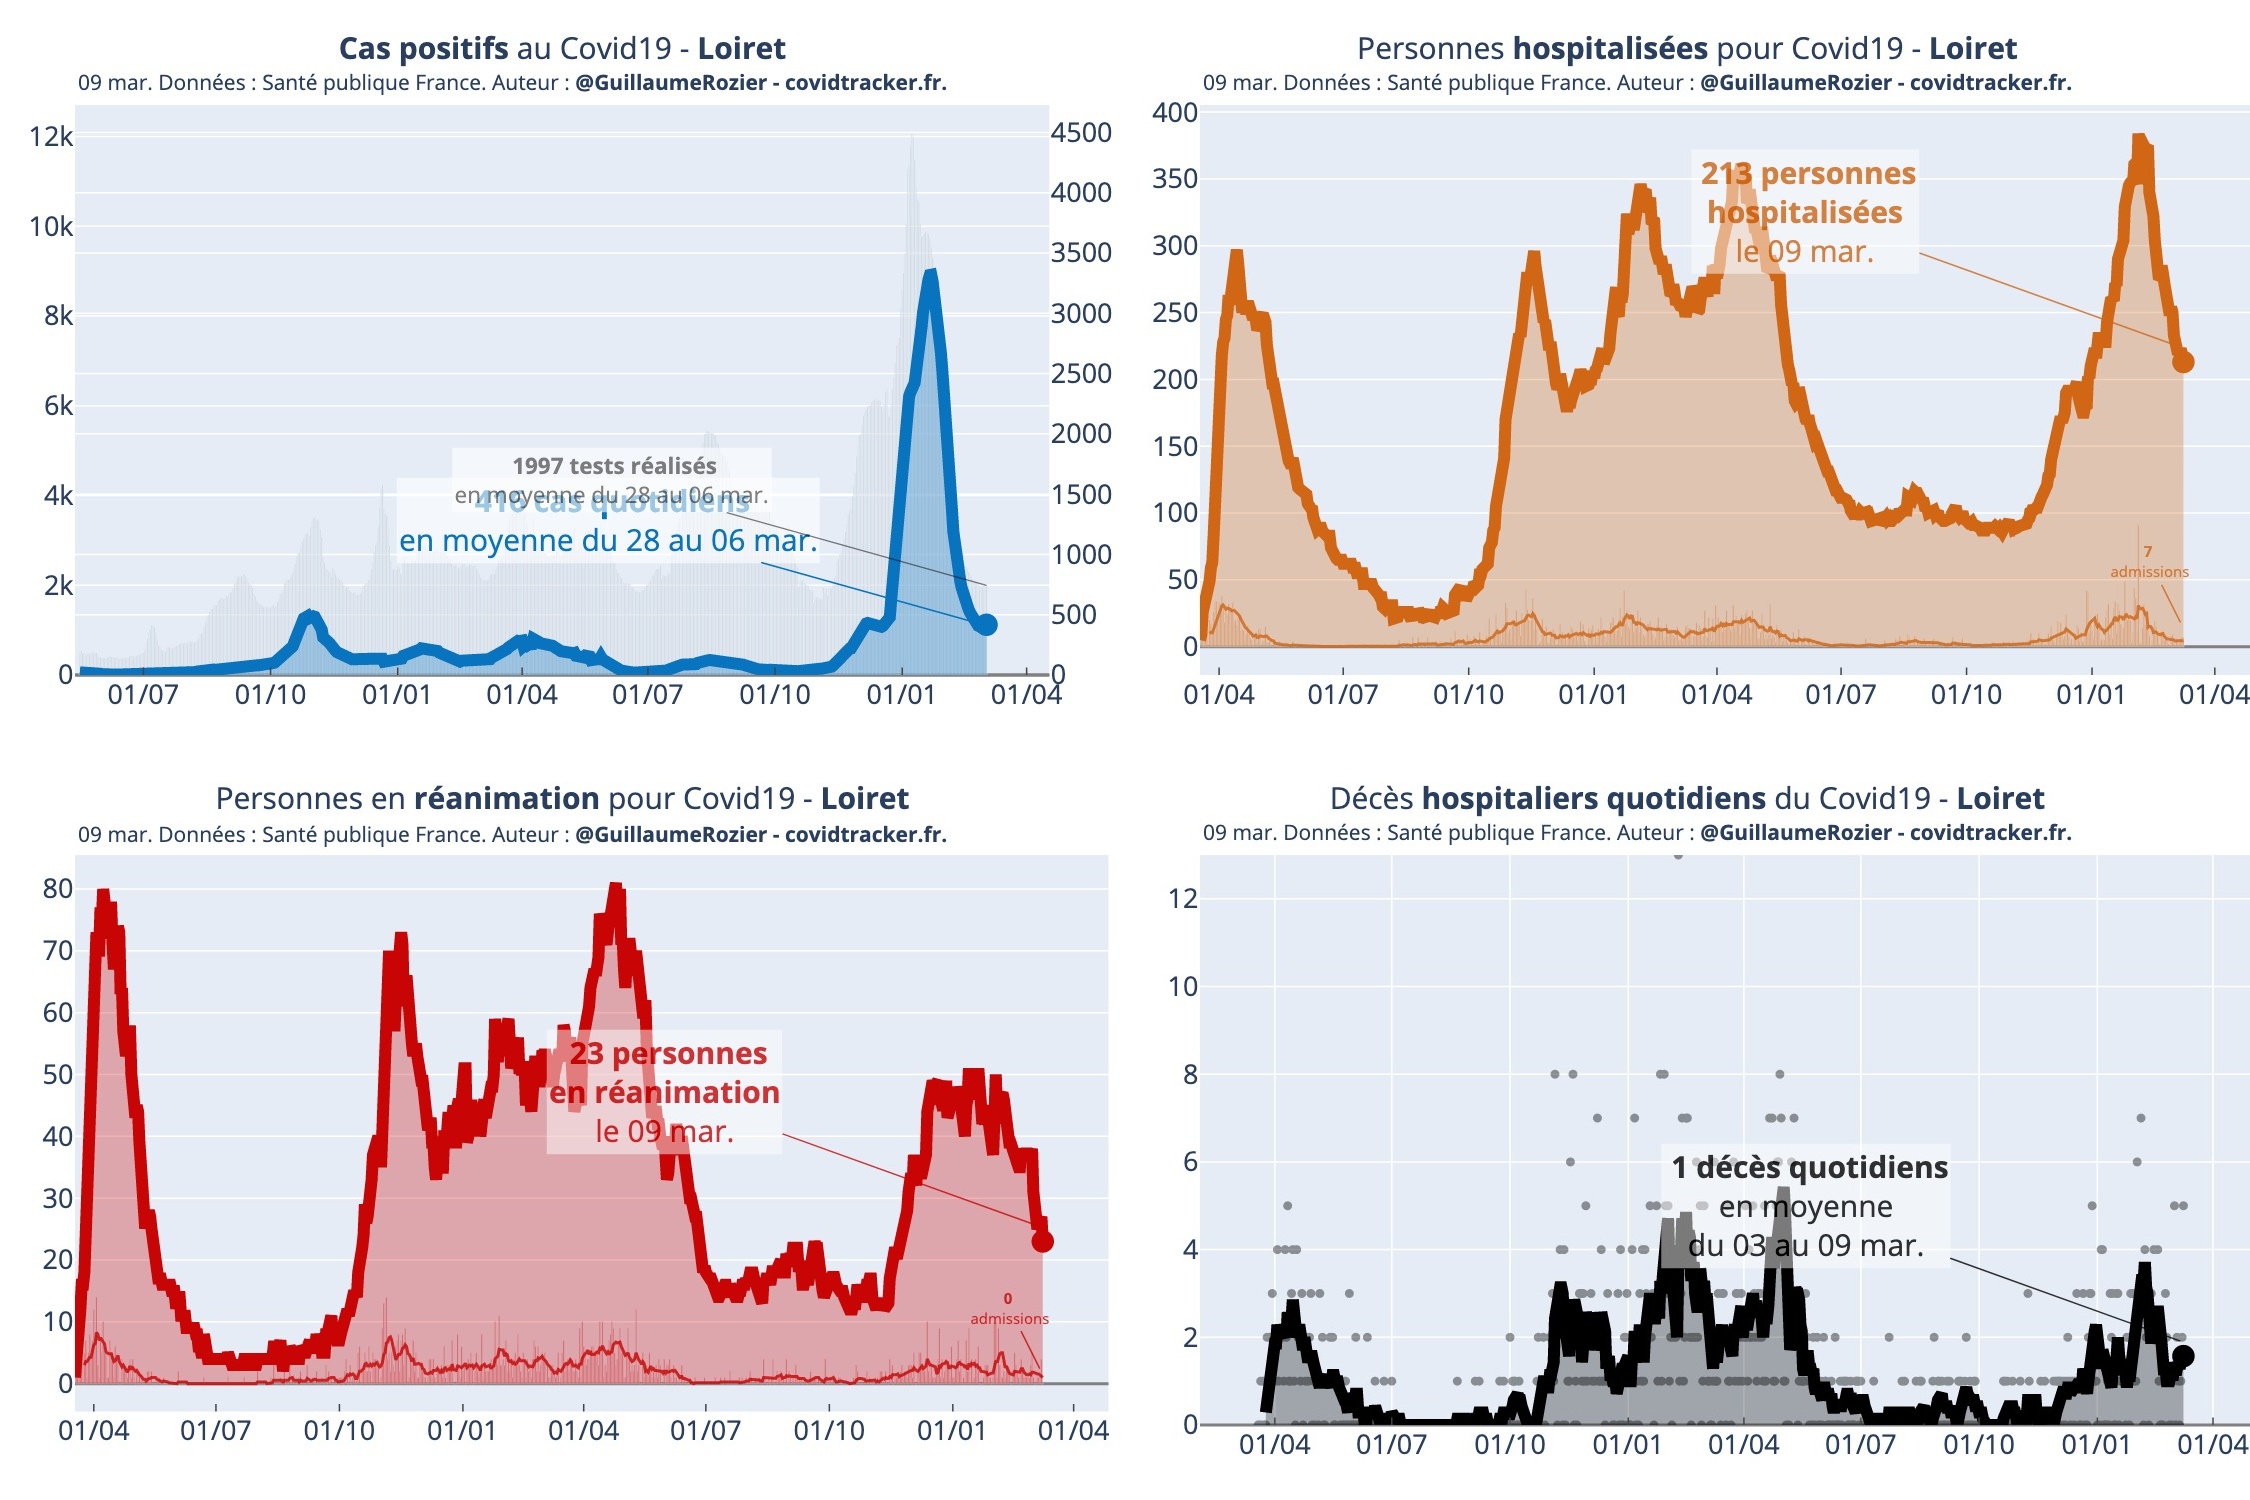 Cas positifs au Covid19 - Loiret
09 mar. Données : Santé publique France. Auteur : @GuillaumeRozier - covidtracker.fr.
12k
10k
8k
6k
4k
2k
0
4500
4000
3500
3000
2500
2000
1500
1000
500
0
1997 tests réalisés
en moyenne du 28 au 06 mar.
416 cas quotidiens
en moyenne du 28 au 06 mar.
01/07 01/10 01/01 01/04 01/07 01/10 01/01 01/04
Personnes hospitalisées pour Covid19 - Loiret
09 mar. Données : Santé publique France. Auteur : @GuillaumeRozier - covidtracker.fr.
400
350
300
250
200
150
100
50
0
213 personnes
hospitalisées
le 09 mar.
7
admissions
01/04 01/07 01/10 01/01 01/04 01/07 01/10 01/01 01/04
Personnes en réanimation pour Covid19 - Loiret
09 mar. Données : Santé publique France. Auteur : @GuillaumeRozier - covidtracker.fr.
80
70
60
50
40
30
20
10
0
23 personnes
en réanimation
le 09 mar.
0
admissions
01/04 01/07 01/10 01/01 01/04 01/07 01/10 01/01 01/04
Décès hospitaliers quotidiens du Covid19 - Loiret
09 mar. Données : Santé publique France. Auteur : @GuillaumeRozier - covidtracker.fr.
12
10
8
6
4
2
0
1 décès quotidiens
en moyenne
du 03 au 09 mar.
01/04 01/07 01/10 01/01 01/04 01/07 01/10 01/01 01/04